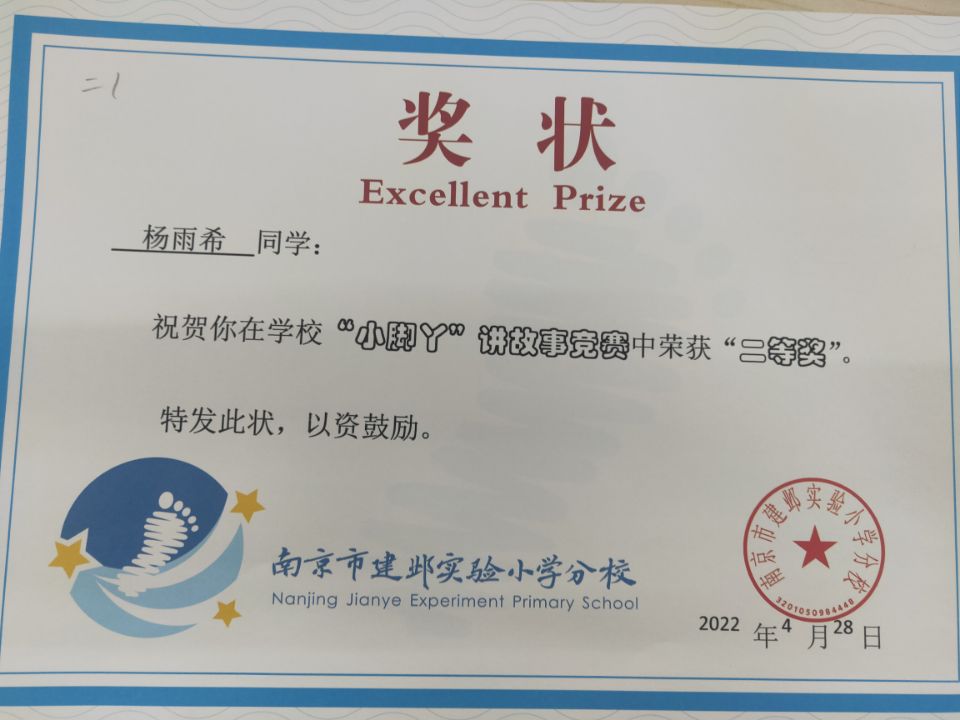 二1
奖状
Excellent Prize
杨雨希 同学：
祝贺你在学校“小脚丫”讲故事竞赛中荣获“二等奖”。
特发此状，以资鼓励。
南京市建邺实验小学分校
Nanjing Jianye Experiment Primary School
南京市建邺实验小学分校
3201050984448
2022 年 4 月 28 日